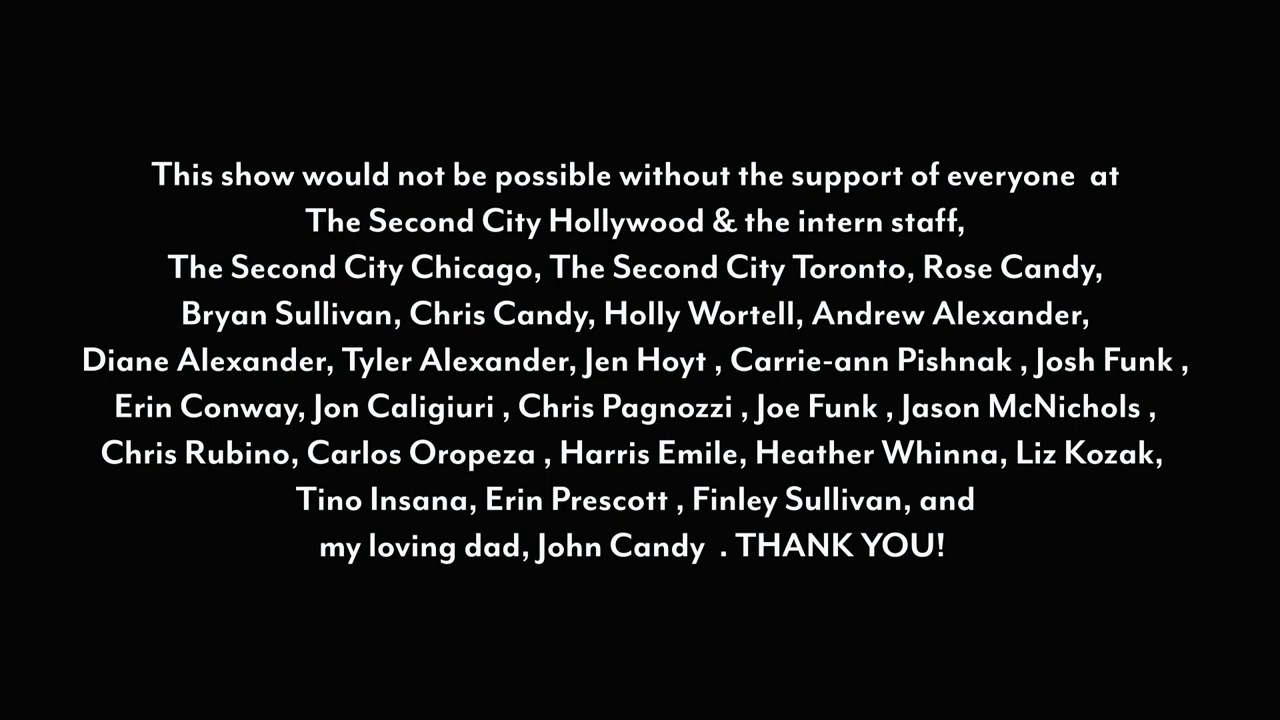 This show would not be possible without the support of everyone  at
The Second City Hollywood & the intern staff,
The Second City Chicago, The Second City Toronto, Rose Candy,
Bryan Sullivan, Chris Candy, Holly Wortell, Andrew Alexander,
Diane Alexander, Tyler Alexander, Jen Hoyt , Carrie-ann Pishnak , Josh Funk ,
Erin Conway, Jon Caligiuri , Chris Pagnozzi , Joe Funk , Jason McNichols ,
Chris Rubino, Carlos Oropeza , Harris Emile, Heather Whinna, Liz Kozak,
Tino Insana, Erin Prescott , Finley Sullivan, and
my loving dad, John Candy  . THANK YOU!